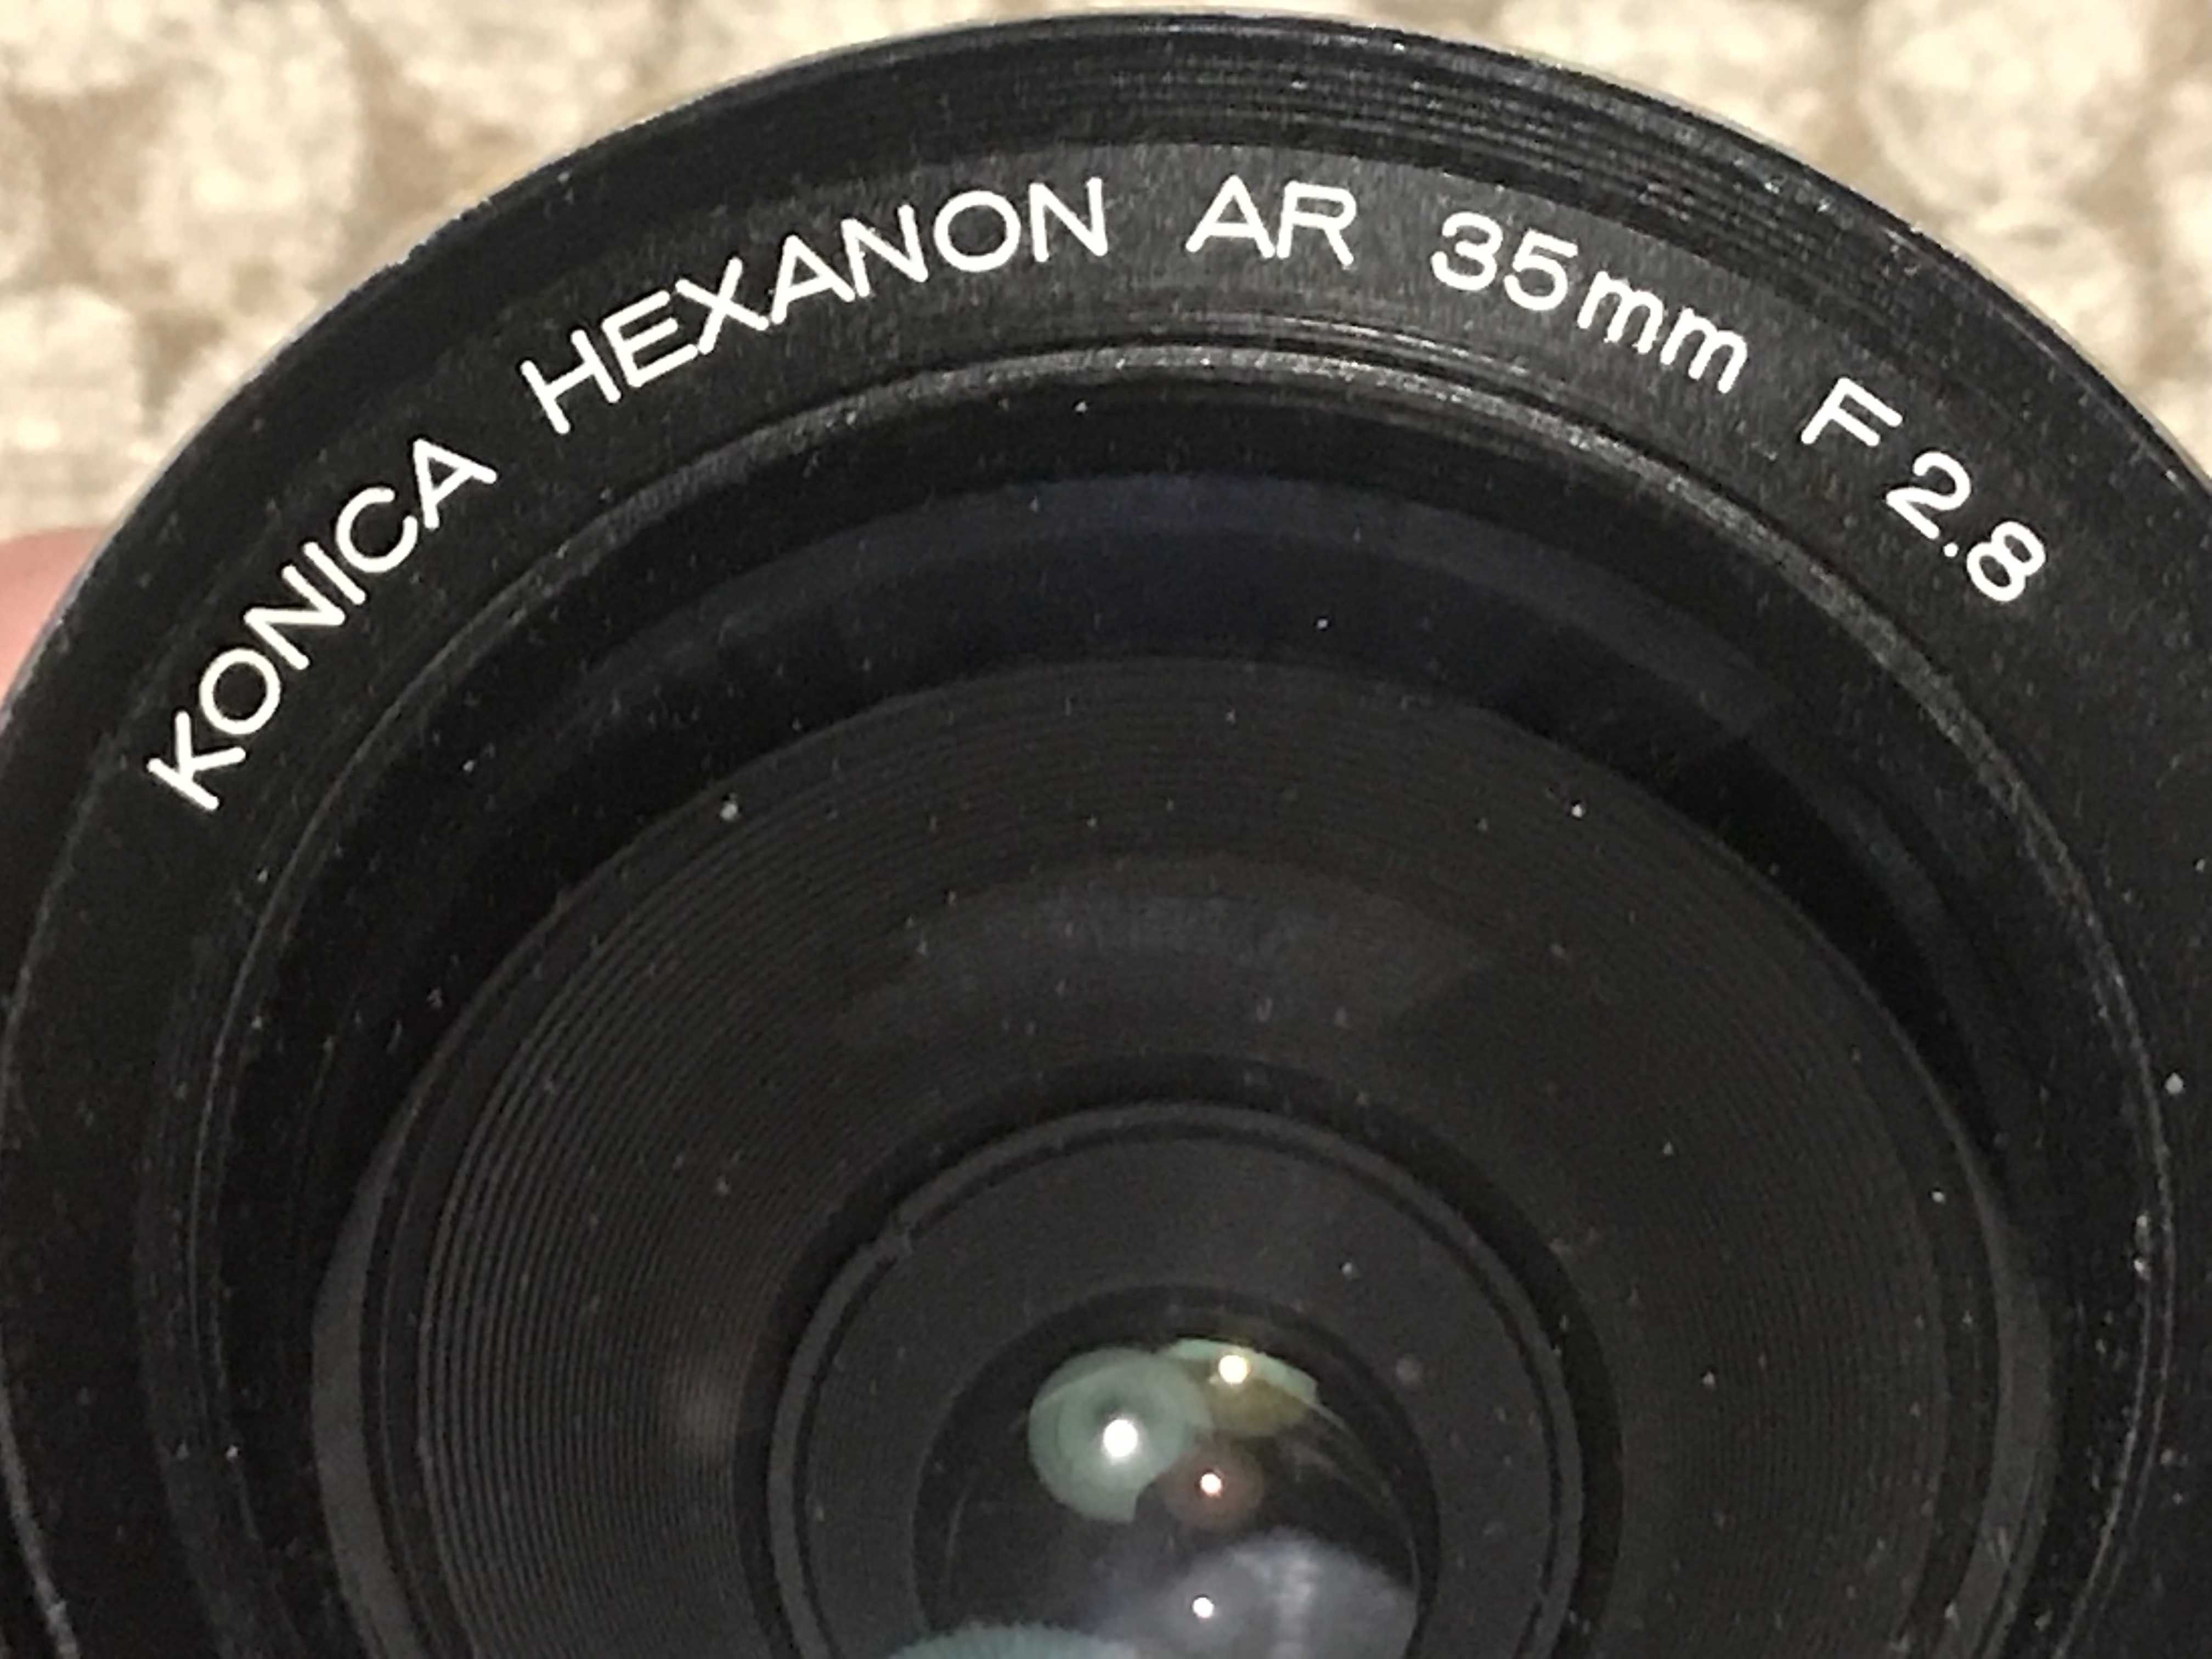 KONICA HEXANON AR 35mm F2.8